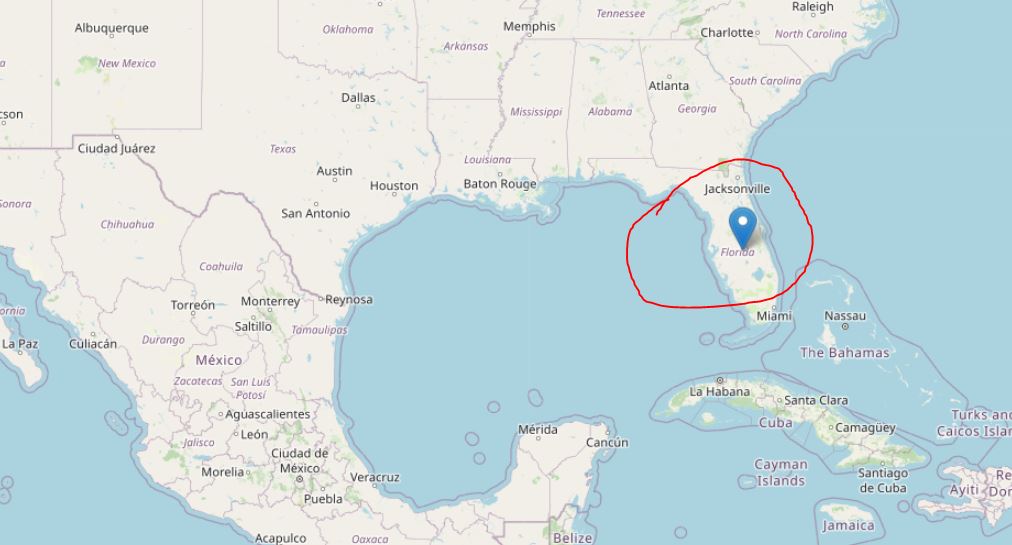 Raleigh
Albuquerque
Memphis
Tennessee
Oklahoma
Charlotte
North Carolina
Arkansas
New Mexico
South Carolina
Atlanta
Dallas
Mississippi
Alabama
Georgia
cson
Ciudad Juárez
Texas
Louisiana
Austin
Baton Rouge
Houston
Jacksonville
Sonora
San Antonio
Chihuahua
Florida
Coahuila
Torreón
Monterrey
Reynosa
ornia
Saltillo
Tamaulipas
Miami
Nassau
La Paz
Culiacán
Durango
The Bahamas
México
Zacatecas
San Luis
Potosí
La Habana
Santa Clara
Aguascalientes
Cuba
Camagüey
Turks and
Caicos Islan
León
Jalisco
Mérida
Cancún
Ciudad de
México
Morelia
Veracruz
Cayman
Islands
Santiago
de Cuba
Puebla
Ayiti
Re
Dom
Jamaica
Acapulco
Oaxaca
Belize